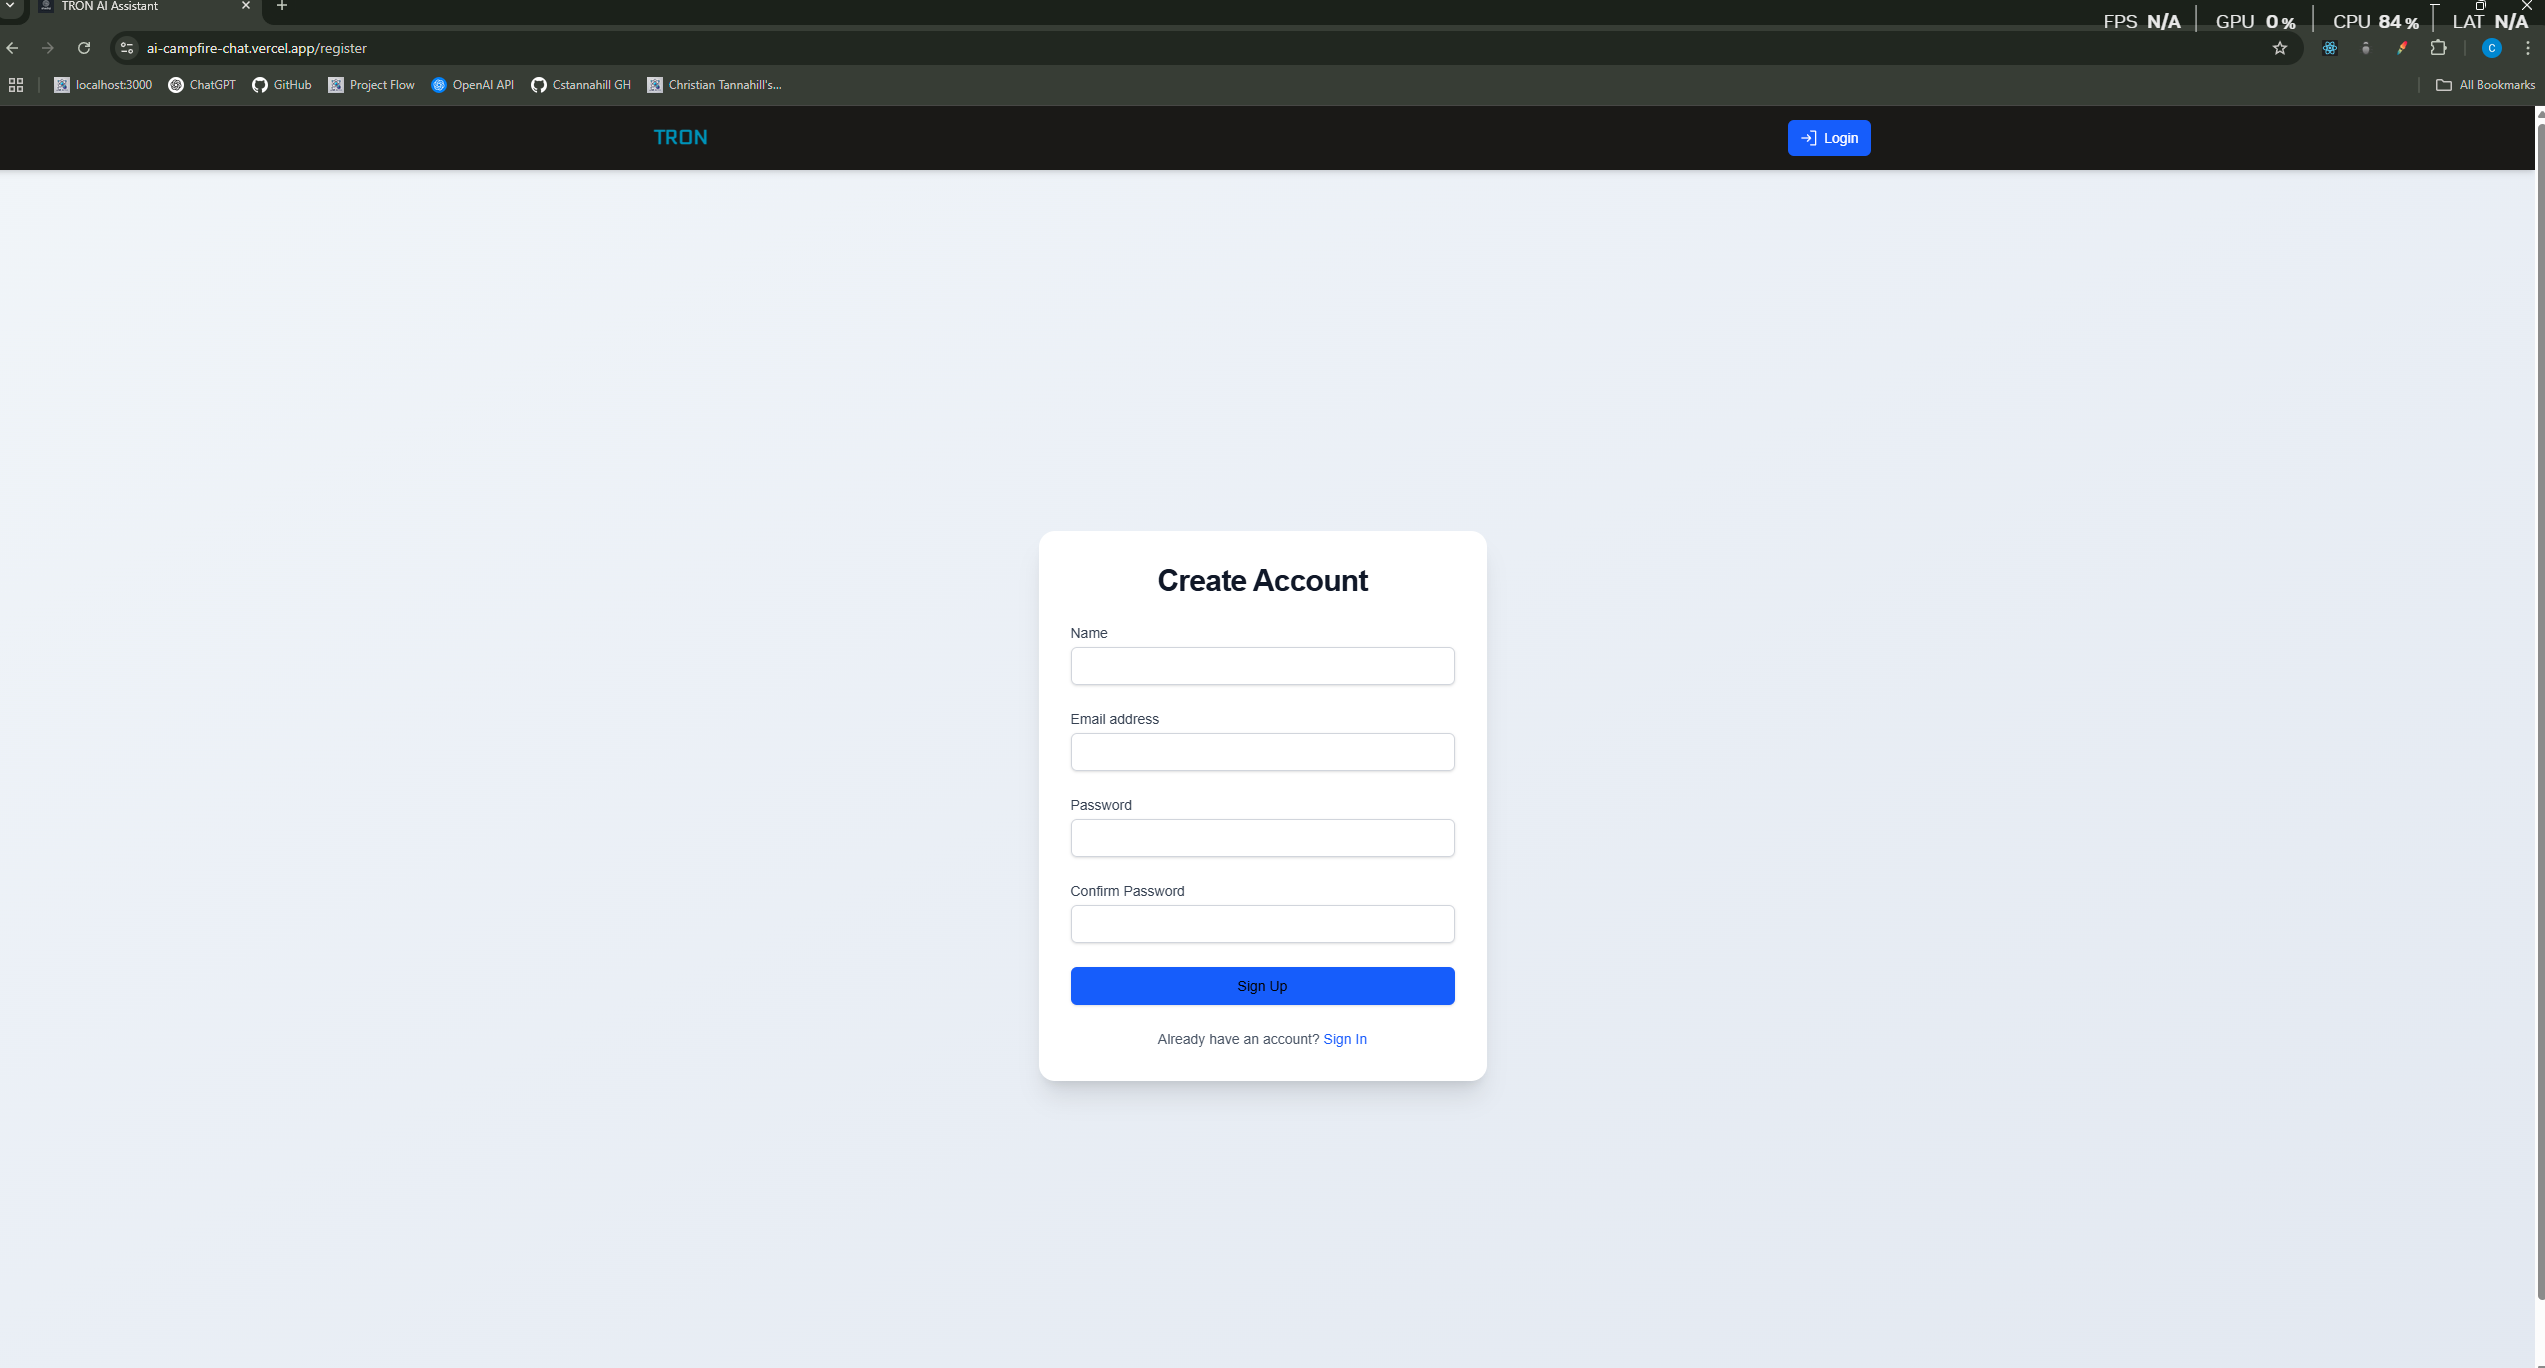 TRON AI Assistant
FPS N/A GPU 0% CPU 84% LAT N/A
ai-campfire-chat.vercel.app/register
C
localhost:3000 ChatGPT GitHub Project Flow OpenAI API Cstannahill GH Christian Tannahill's... All Bookmarks
TRON Login
Create Account
Name
Email address
Password
Confirm Password
Sign Up
Already have an account? Sign In